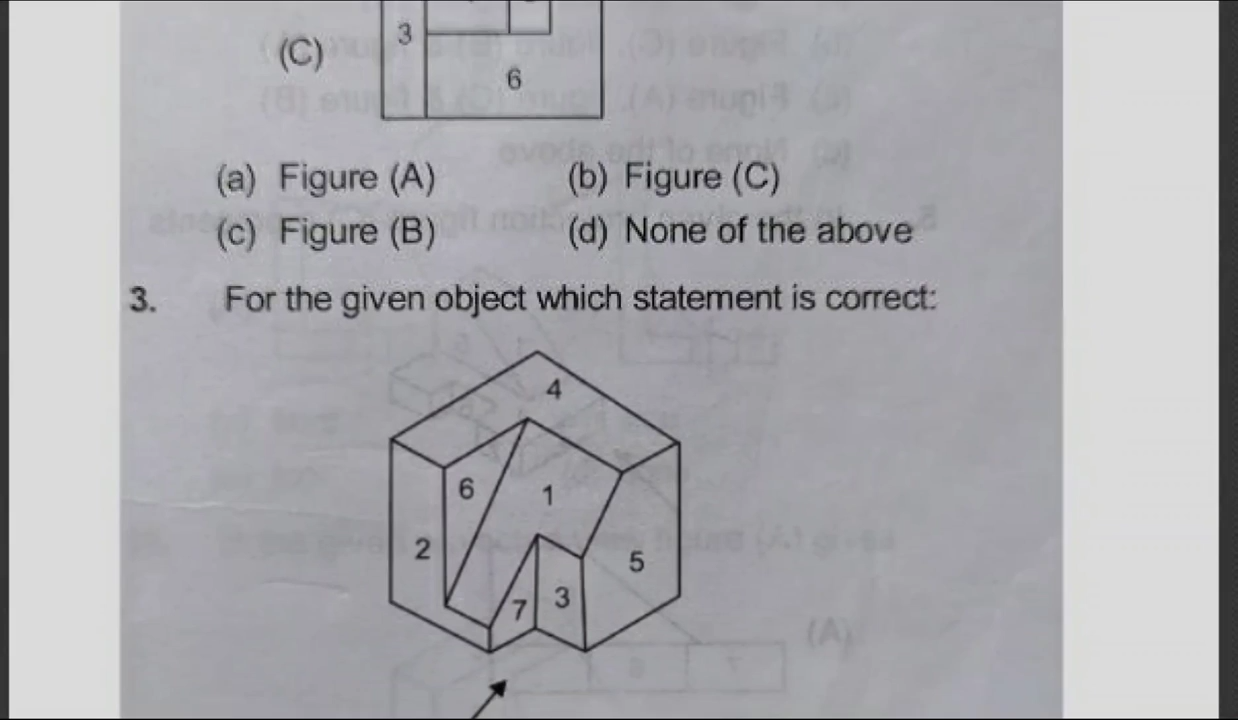 3
(C)
6
(a) Figure (A) (b) Figure (C)
(c) Figure (B) (d) None of the above
3. For the given object which statement is correct:
4
6 1
2 5
7 3